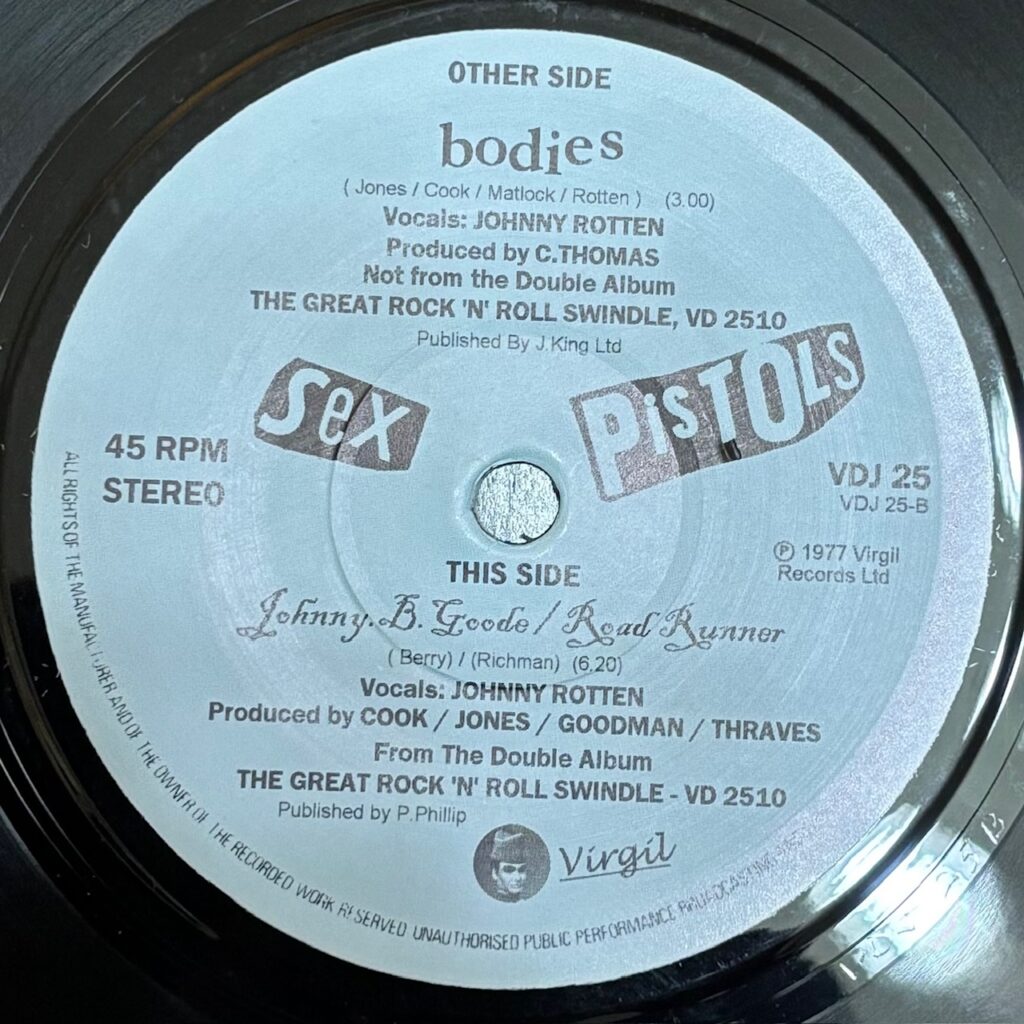 OTHER SIDE
bodies
( Jones / Cook / Matlock / Rotten ) (3.00)
Vocals: JOHNNY ROTTEN
Produced by C.THOMAS
Not from the Double Album
THE GREAT ROCK 'N' ROLL SWINDLE, VD 2510
Published By J.King Ltd
Sex PiSTOLS
45 RPM
STEREO
VDJ 25
VDJ 25-B
℗ 1977 Virgil
Records Ltd
THIS SIDE
Johnny.B.Goode / Road Runner
( Berry) / (Richman) (6.20)
Vocals: JOHNNY ROTTEN
Produced by COOK / JONES / GOODMAN / THRAVES
From The Double Album
THE GREAT ROCK 'N' ROLL SWINDLE - VD 2510
Published by P.Phillip
Virgil
ALL RIGHTS OF THE MANUFACTURER AND OF THE OWNER OF THE RECORDED WORK RESERVED UNAUTHORISED PUBLIC PERFORMANCE BROADCASTING